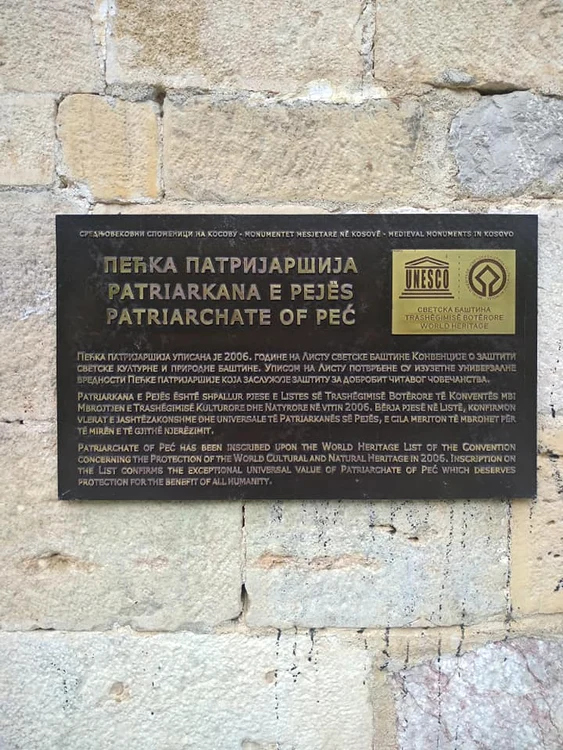 СРЕДЊОВЕКОВНИ СПОМЕНИЦИ НА КОСОВУ - MONUMENTET MESJETARE NË KOSOVË - MEDIEVAL MONUMENTS IN KOSOVO
ПЕЋКА ПАТРИЈАРШИЈА
PATRIARKANA E PEJËS
PATRIARCHATE OF PEĆ
UNESCO
СВЕТСКА БАШТИНА
TRASHËGIMISË BOTËRORE
WORLD HERITAGE
ПЕЋКА ПАТРИЈАРШИЈА УПИСАНА ЈЕ 2006. ГОДИНЕ НА ЛИСТУ СВЕТСКЕ БАШТИНЕ КОНВЕНЦИЈЕ О ЗАШТИТИ
СВЕТСКЕ КУЛТУРНЕ И ПРИРОДНЕ БАШТИНЕ. УПИСОМ НА ЛИСТУ ПОТВРЂЕНЕ СУ ИЗУЗЕТНЕ УНИВЕРЗАЛНЕ
ВРЕДНОСТИ ПЕЋКЕ ПАТРИЈАРШИЈЕ КОЈА ЗАСЛУЖУЈЕ ЗАШТИТУ ЗА ДОБРОБИТ ЧИТАВОГ ЧОВЕЧАНСТВА.
PATRIARKANA E PEJËS ËSHTË SHPALLUR PJESE E LISTES SË TRASHËGIMISË BOTËRORE TË KONVENTËS MBI
MBROJTJEN E TRASHËGIMISË KULTURORE DHE NATYRORE NË VITIN 2006. BËRJA PJESË NË LISTË, KONFIRMON
VLERAT E JASHTËZAKONSHME DHE UNIVERSALE TË PATRIARKANËS SË PEJËS, E CILA MERITON TË MBROHET PËR
TË MIRËN E TË GJITHË NJERËZIMIT.
PATRIARCHATE OF PEĆ HAS BEEN INSCRIBED UPON THE WORLD HERITAGE LIST OF THE CONVENTION
CONCERNING THE PROTECTION OF THE WORLD CULTURAL AND NATURAL HERITAGE IN 2006. INSCRIPTION ON
THE LIST CONFIRMS THE EXCEPTIONAL UNIVERSAL VALUE OF PATRIARCHATE OF PEĆ WHICH DESERVES
PROTECTION FOR THE BENEFIT OF ALL HUMANITY.